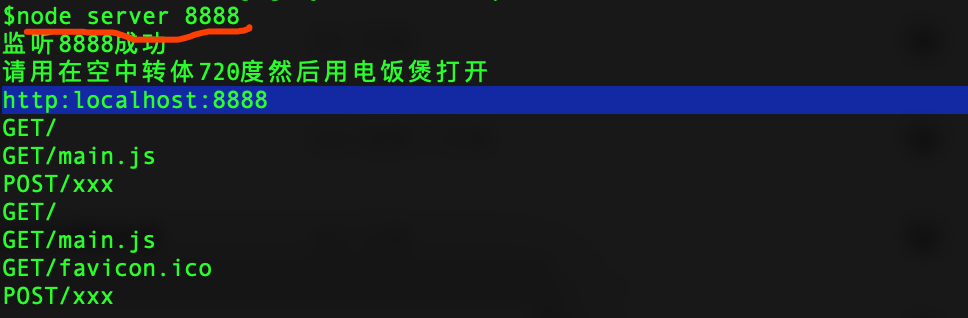 $node server 8888
监听8888成功
请用在空中转体720度然后用电饭煲打开
http:localhost:8888
GET/
GET/main.js
POST/xxx
GET/
GET/main.js
GET/favicon.ico
POST/xxx